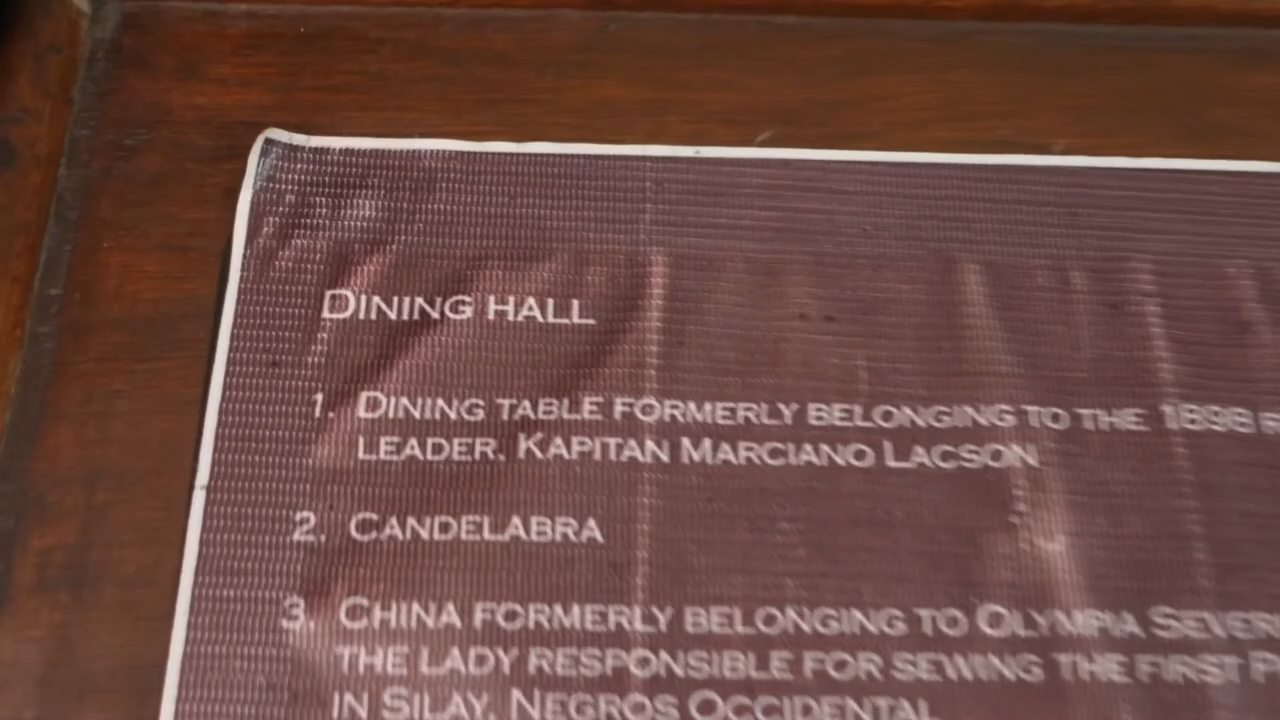 DINING HALL
1. DINING TABLE FORMERLY BELONGING TO THE 1898
LEADER, KAPITAN MARCIANO LACSON
2. CANDELABRA
3. CHINA FORMERLY BELONGING TO OLYMPIA
THE LADY RESPONSIBLE FOR SEWING THE FIRST
IN SILAY, NEGROS OCCIDENTAL